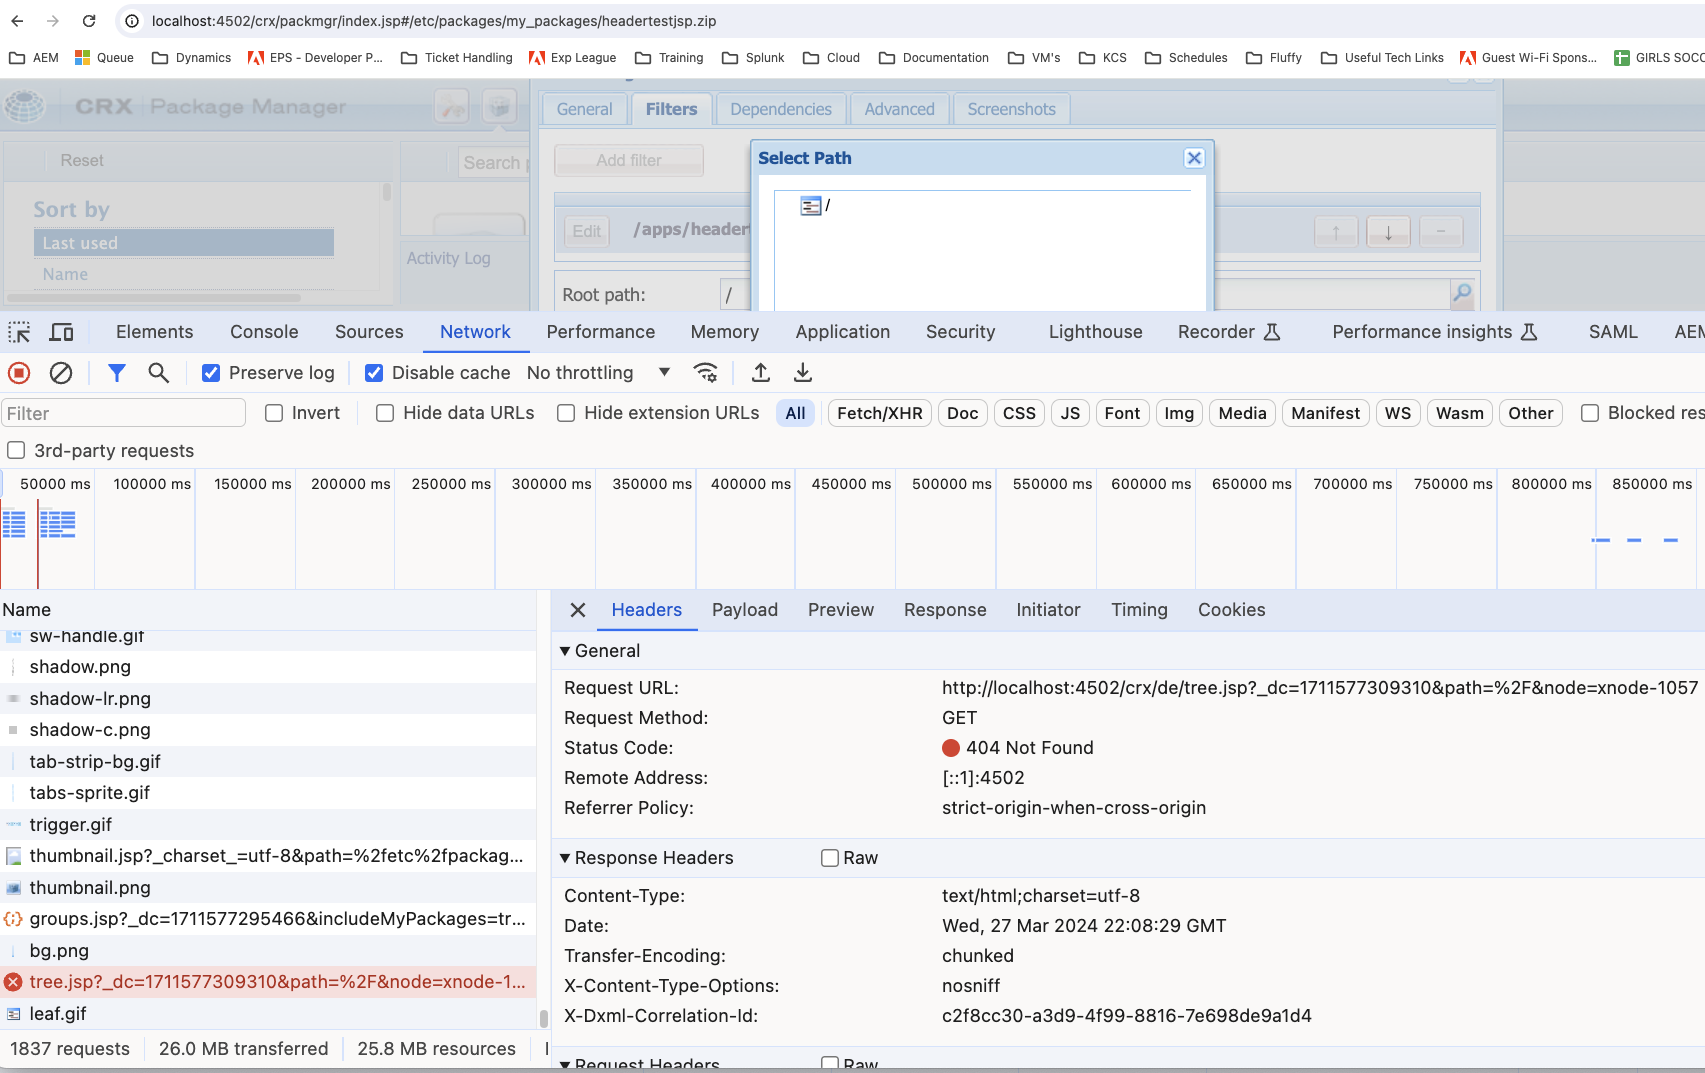 localhost:4502/crx/packmgr/index.jsp#/etc/packages/my_packages/headertestjsp.zip
AEM Queue Dynamics EPS - Developer P... Ticket Handling Exp League Training Splunk Cloud Documentation VM's KCS Schedules Fluffy Useful Tech Links Guest Wi-Fi Spons... GIRLS SOCC
CRX Package Manager
General Filters Dependencies Advanced Screenshots
Reset
Search
Add filter
Select Path
/
Sort by
Last used
Name
Activity Log
Edit /apps/header
Root path: /
Elements Console Sources Network Performance Memory Application Security Lighthouse Recorder Performance insights SAML AEM
Preserve log Disable cache No throttling
Filter Invert Hide data URLs Hide extension URLs All Fetch/XHR Doc CSS JS Font Img Media Manifest WS Wasm Other Blocked res
3rd-party requests
50000 ms 100000 ms 150000 ms 200000 ms 250000 ms 300000 ms 350000 ms 400000 ms 450000 ms 500000 ms 550000 ms 600000 ms 650000 ms 700000 ms 750000 ms 800000 ms 850000 ms
Name
sw-handle.gif
shadow.png
shadow-lr.png
shadow-c.png
tab-strip-bg.gif
tabs-sprite.gif
trigger.gif
thumbnail.jsp?_charset_=utf-8&path=%2fetc%2fpackag...
thumbnail.png
groups.jsp?_dc=1711577295466&includeMyPackages=tr...
bg.png
tree.jsp?_dc=1711577309310&path=%2F&node=xnode-1...
leaf.gif
1837 requests 26.0 MB transferred 25.8 MB resources
Headers Payload Preview Response Initiator Timing Cookies
General
Request URL: http://localhost:4502/crx/de/tree.jsp?_dc=1711577309310&path=%2F&node=xnode-1057
Request Method: GET
Status Code: 404 Not Found
Remote Address: [::1]:4502
Referrer Policy: strict-origin-when-cross-origin
Response Headers Raw
Content-Type: text/html;charset=utf-8
Date: Wed, 27 Mar 2024 22:08:29 GMT
Transfer-Encoding: chunked
X-Content-Type-Options: nosniff
X-Dxml-Correlation-Id: c2f8cc30-a3d9-4f99-8816-7e698de9a1d4
Request Headers Raw